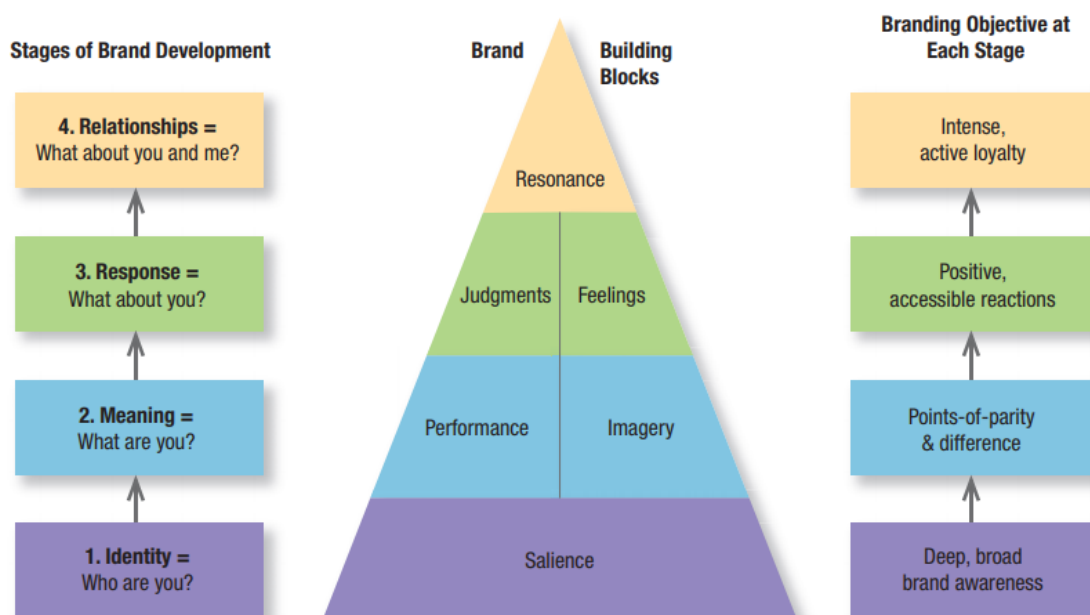 Stages of Brand Development
4. Relationships =
What about you and me?
3. Response =
What about you?
2. Meaning =
What are you?
1. Identity =
Who are you?
Brand
Building
Blocks
Resonance
Judgments
Feelings
Performance
Imagery
Salience
Branding Objective at
Each Stage
Intense,
active loyalty
Positive,
accessible reactions
Points-of-parity
& difference
Deep, broad
brand awareness